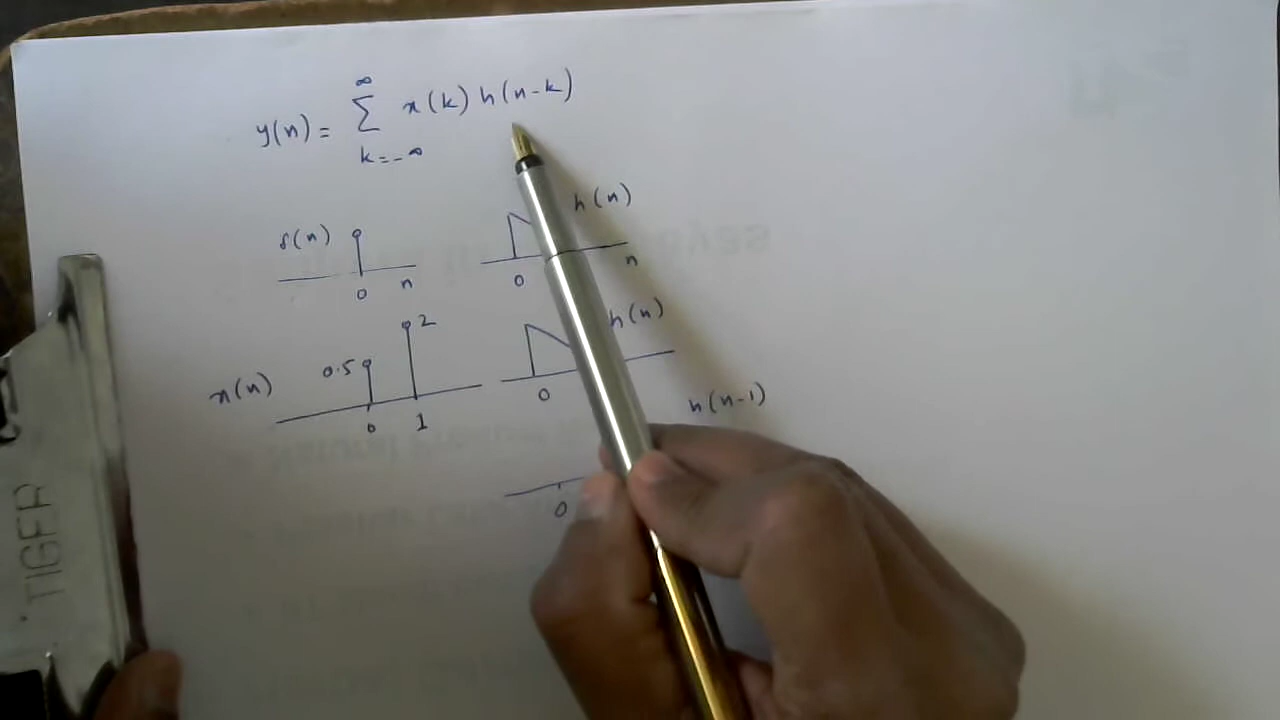 y(n) = ∞ Σ k=-∞ x(k) h(n-k)
δ(n) 0 n
h(n) 0 n
x(n) 0.5 2 0 1
h(n) 0
h(n-1) 0
TIGER